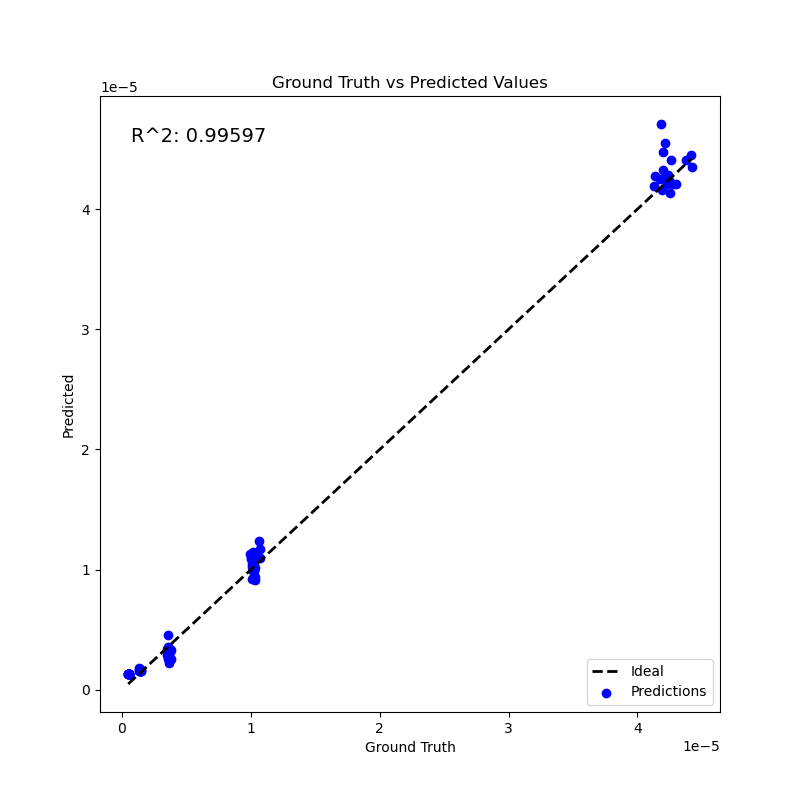 Ground Truth vs Predicted Values
1e−5
R^2: 0.99597
4
3
2
1
0
Predicted
Ideal
Predictions
0 1 2 3 4
1e−5
Ground Truth